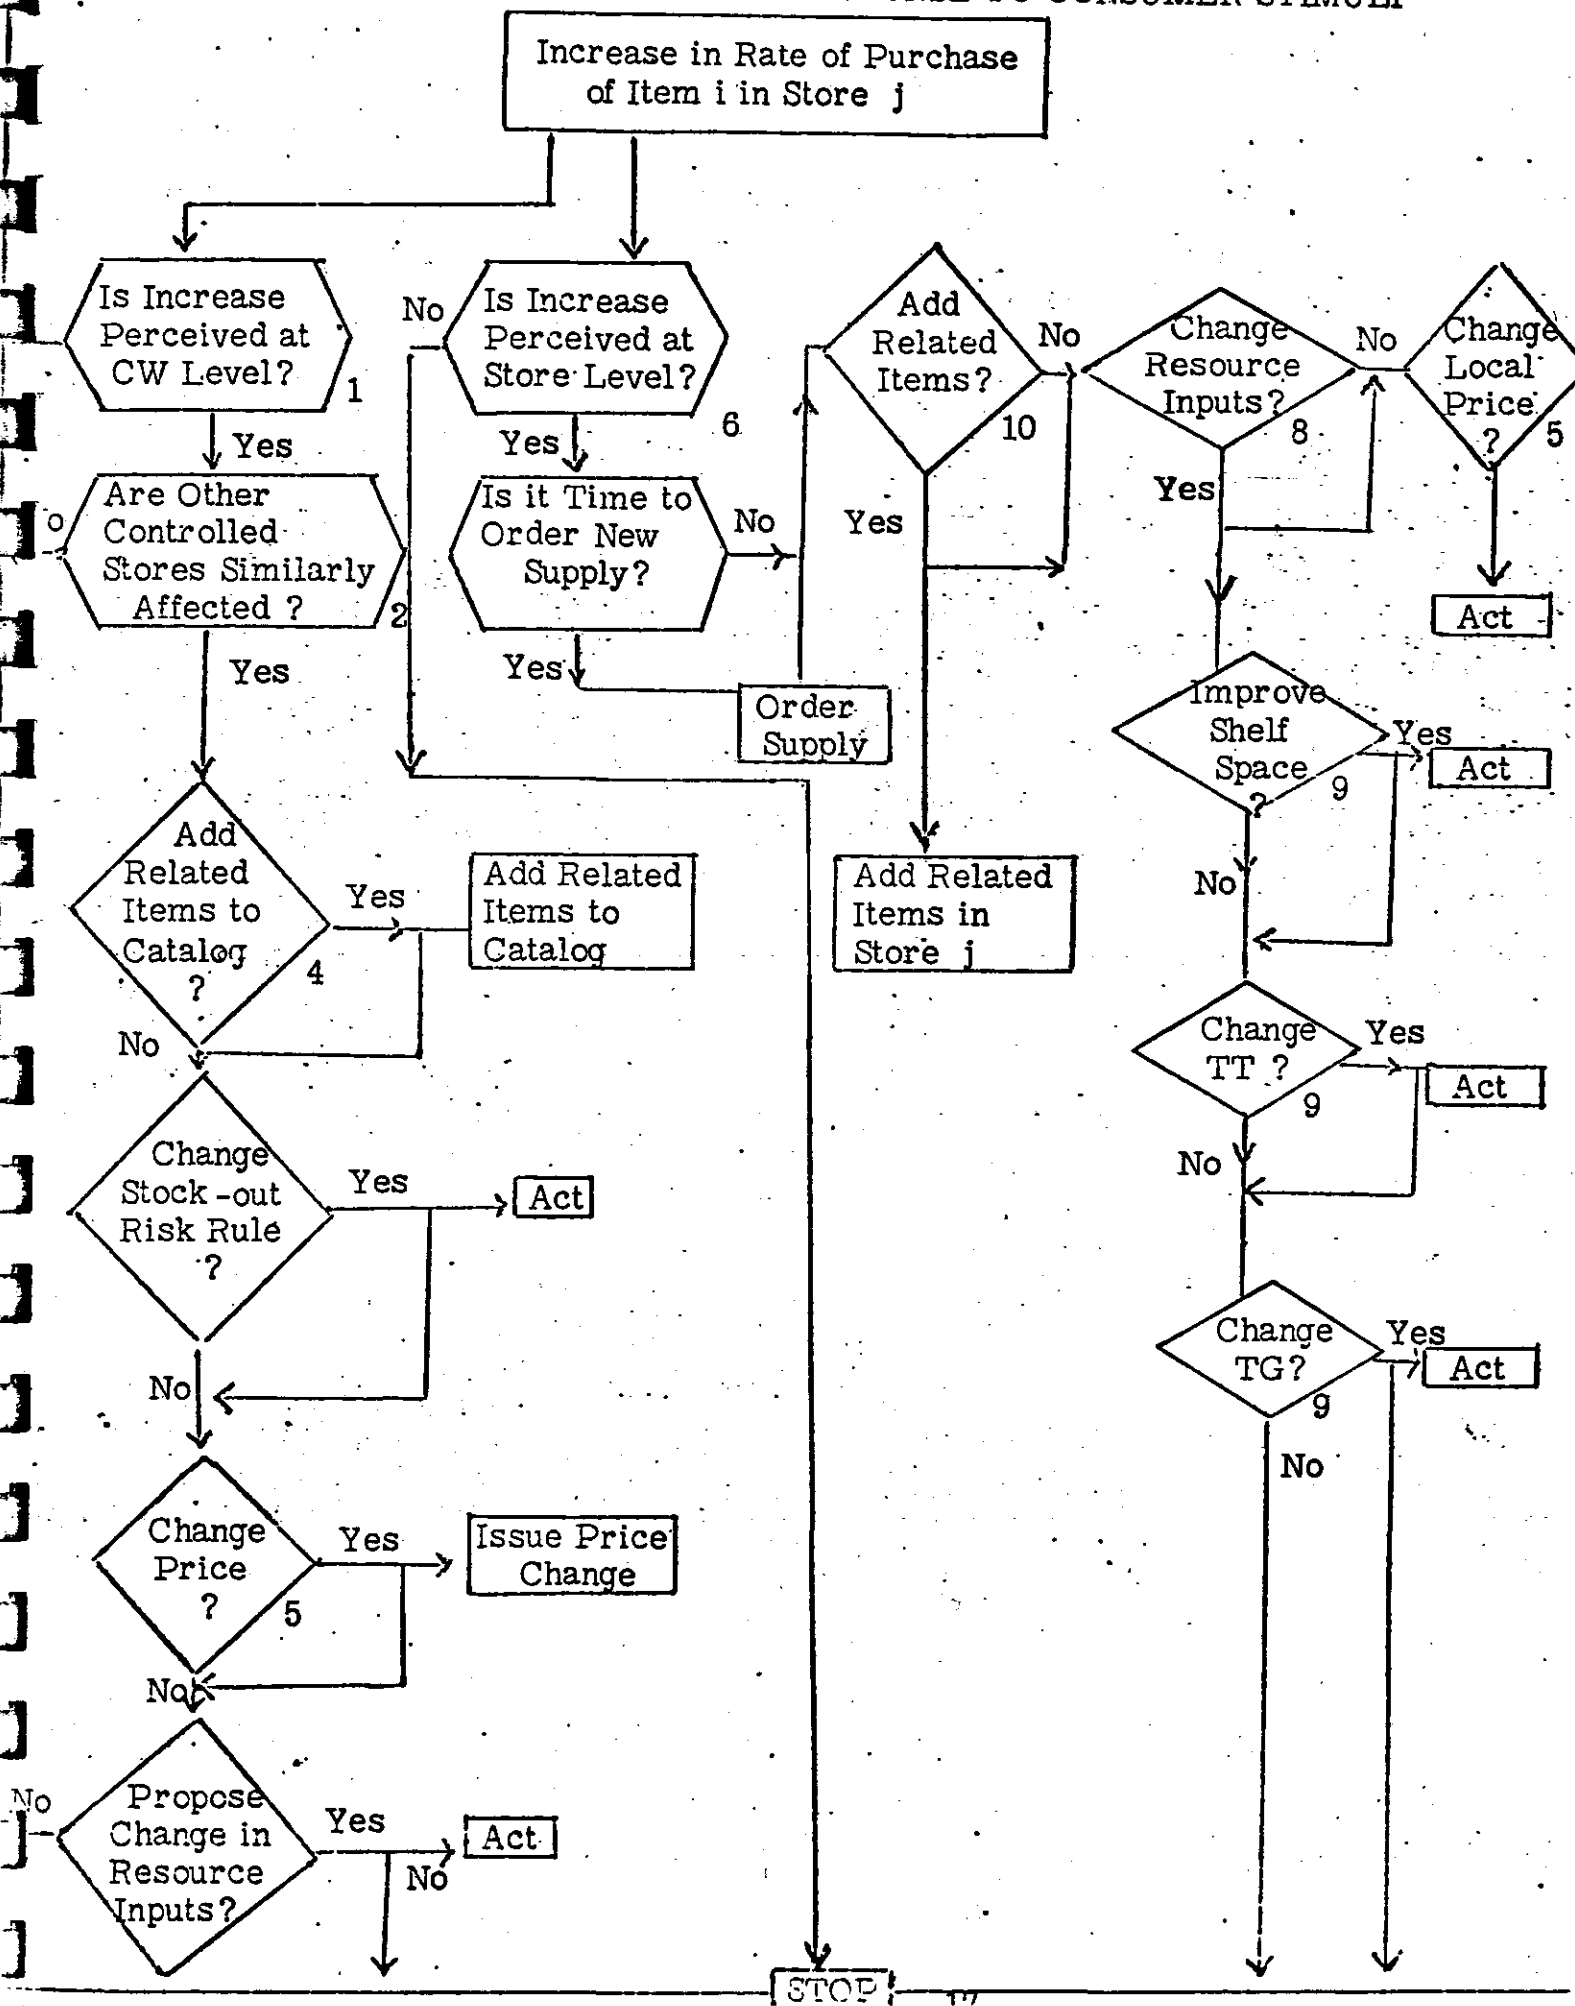 TO CONSUMER STIMULI
Increase in Rate of Purchase
of Item i in Store j
Is Increase
Perceived at
CW Level?
1
Yes
Are Other
Controlled
Stores Similarly
Affected ?
2
Yes
Add
Related
Items to
Catalog
?
4
Yes
Add Related
Items to
Catalog
No
Change
Stock-out
Risk Rule
?
Yes
Act
No
Change
Price
?
5
Yes
Issue Price
Change
No
No
Propose
Change in
Resource
Inputs?
Yes
Act
No
No
Is Increase
Perceived at
Store Level?
6
Yes
Is it Time to
Order New
Supply?
No
Yes
Order
Supply
Add
Related
Items?
10
No
Yes
Add Related
Items in
Store j
Change
Resource
Inputs?
8
No
Yes
Change
Local
Price
?
5
Act
Improve
Shelf
Space
?
9
Yes
Act
No
Change
TT ?
9
Yes
Act
No
Change
TG?
9
Yes
Act
No
STOP